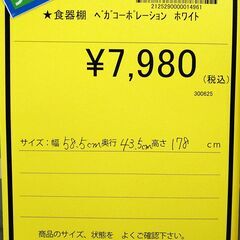 2125290000014961
★食器棚 ベガコーポレーション ホワイト
¥7,980
(税込)
300625
サイズ:幅 58.5cm 奥行 43.5cm 高さ 178 cm
商品のサイズ、状態を よくご確認下さい。